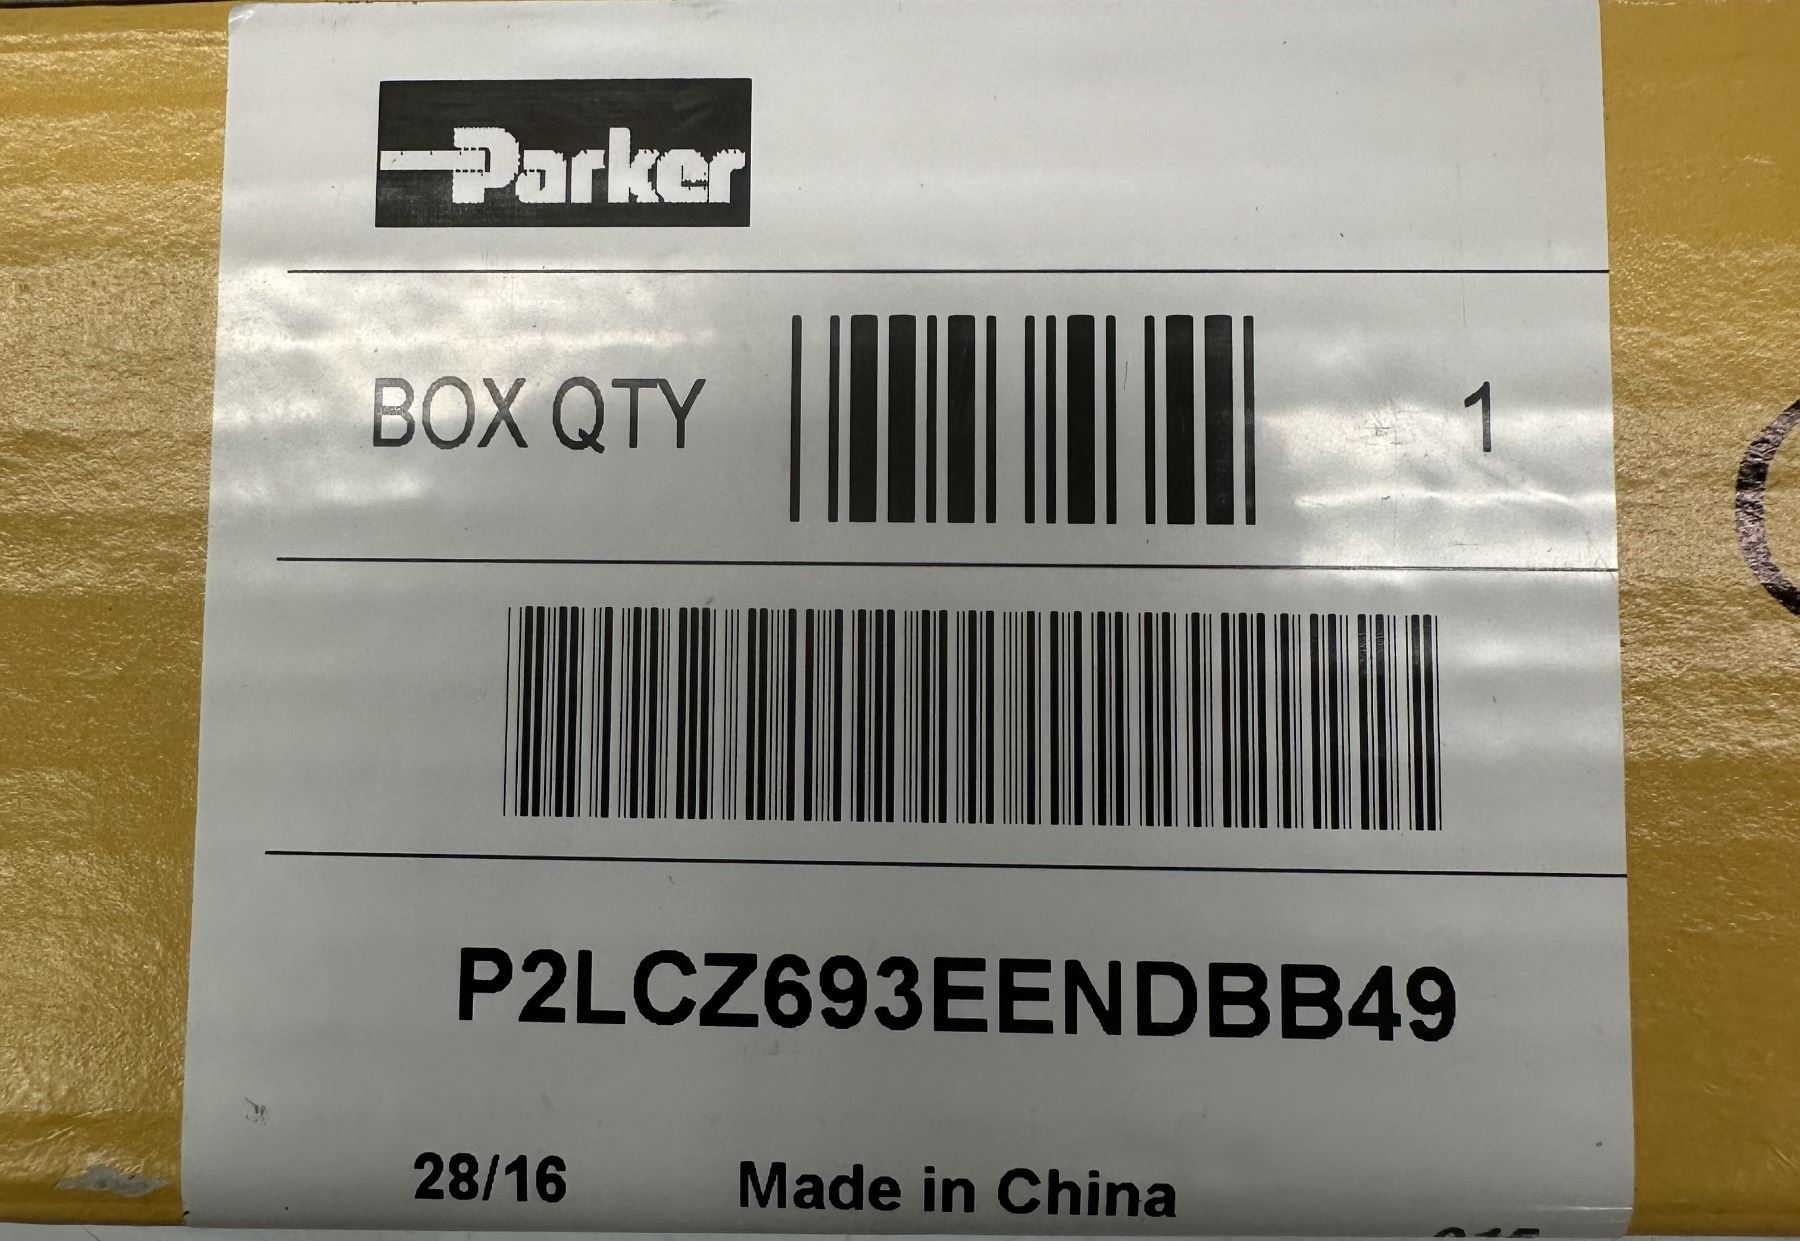 Parker
BOX QTY 1
P2LCZ693EENDBB49
28/16 Made in China